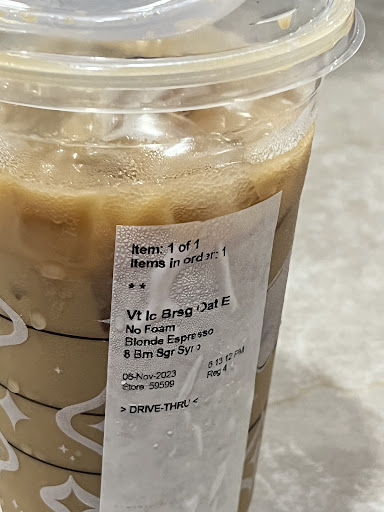 Item: 1 of 1
Items in order: 1
* *
Vt Ic Brsg Oat E
No Foam
Blonde Espresso
8 Brn Sgr Syrp
06-Nov-2023
6:13:12 PM
Store 59599
Reg 4
> DRIVE-THRU <